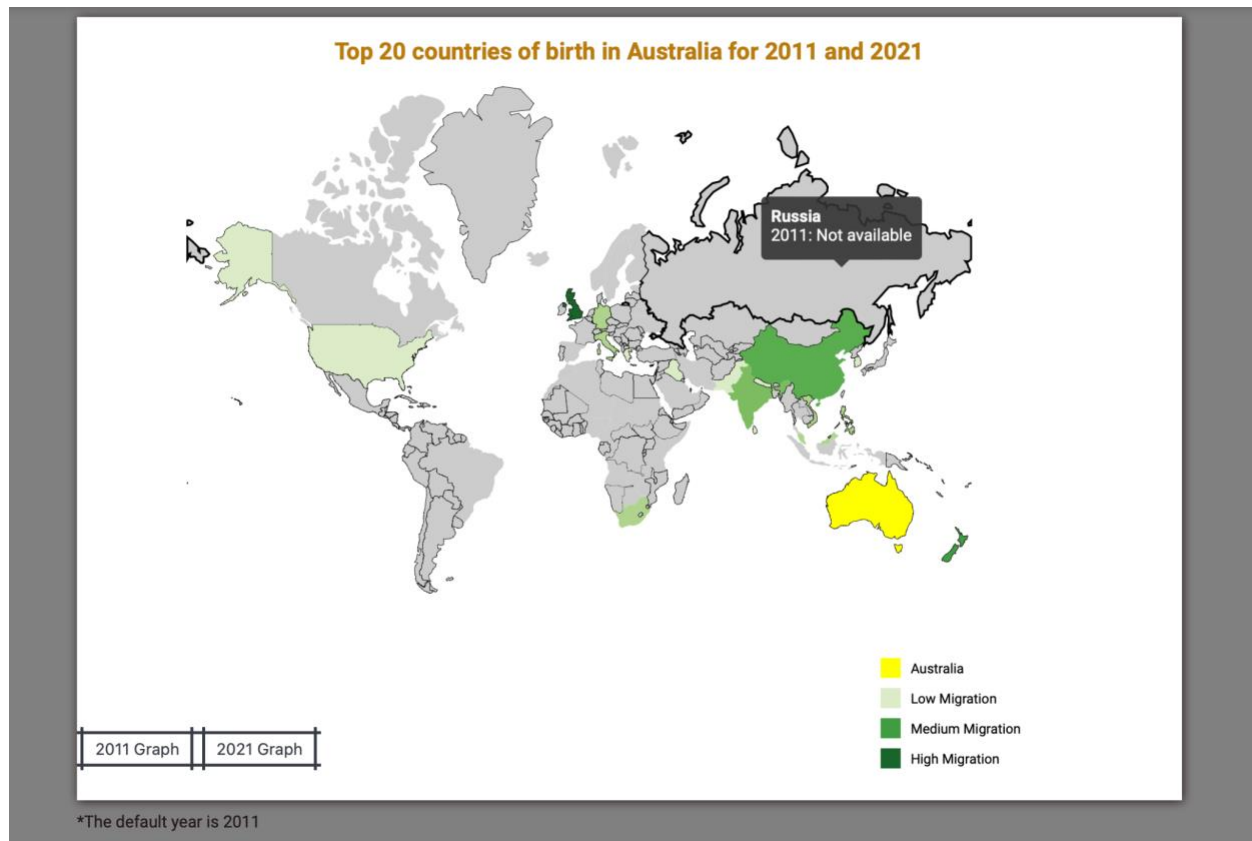 Top 20 countries of birth in Australia for 2011 and 2021
Russia
2011: Not available
Australia
Low Migration
Medium Migration
High Migration
2011 Graph
2021 Graph
*The default year is 2011